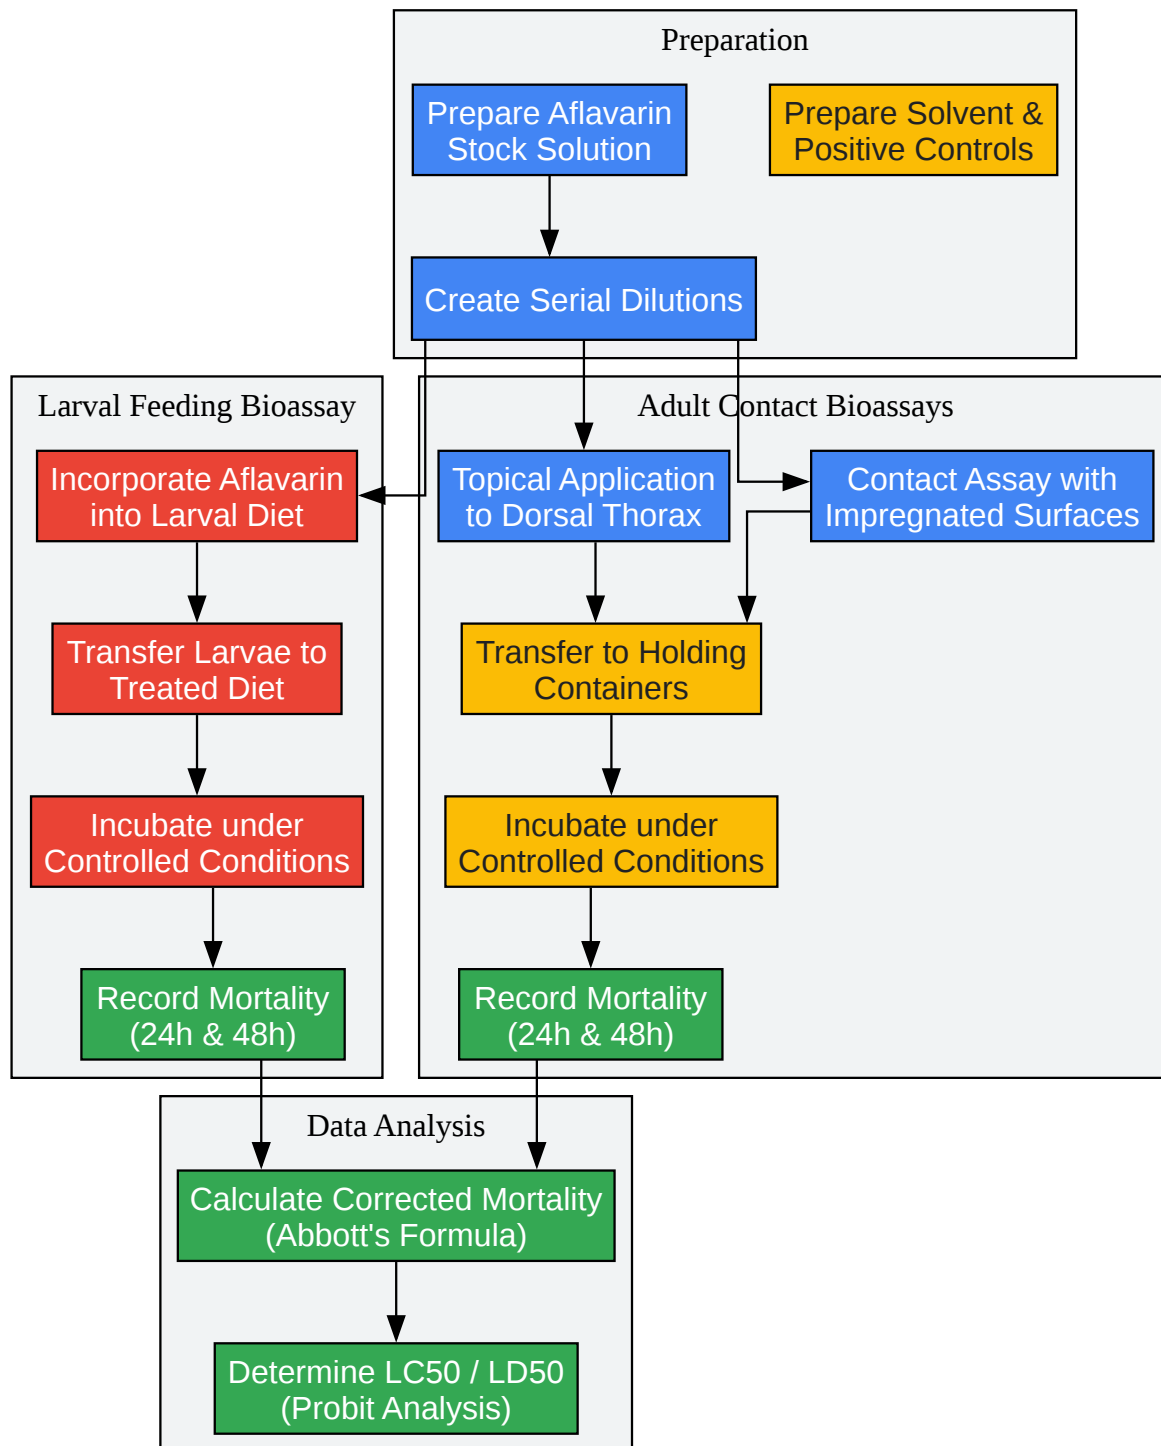 Preparation
Prepare Aflavarin
Stock Solution
Prepare Solvent &
Positive Controls
Create Serial Dilutions
Larval Feeding Bioassay
Incorporate Aflavarin
into Larval Diet
Transfer Larvae to
Treated Diet
Incubate under
Controlled Conditions
Record Mortality
(24h & 48h)
Adult Contact Bioassays
Topical Application
to Dorsal Thorax
Contact Assay with
Impregnated Surfaces
Transfer to Holding
Containers
Incubate under
Controlled Conditions
Record Mortality
(24h & 48h)
Data Analysis
Calculate Corrected Mortality
(Abbott's Formula)
Determine LC50 / LD50
(Probit Analysis)